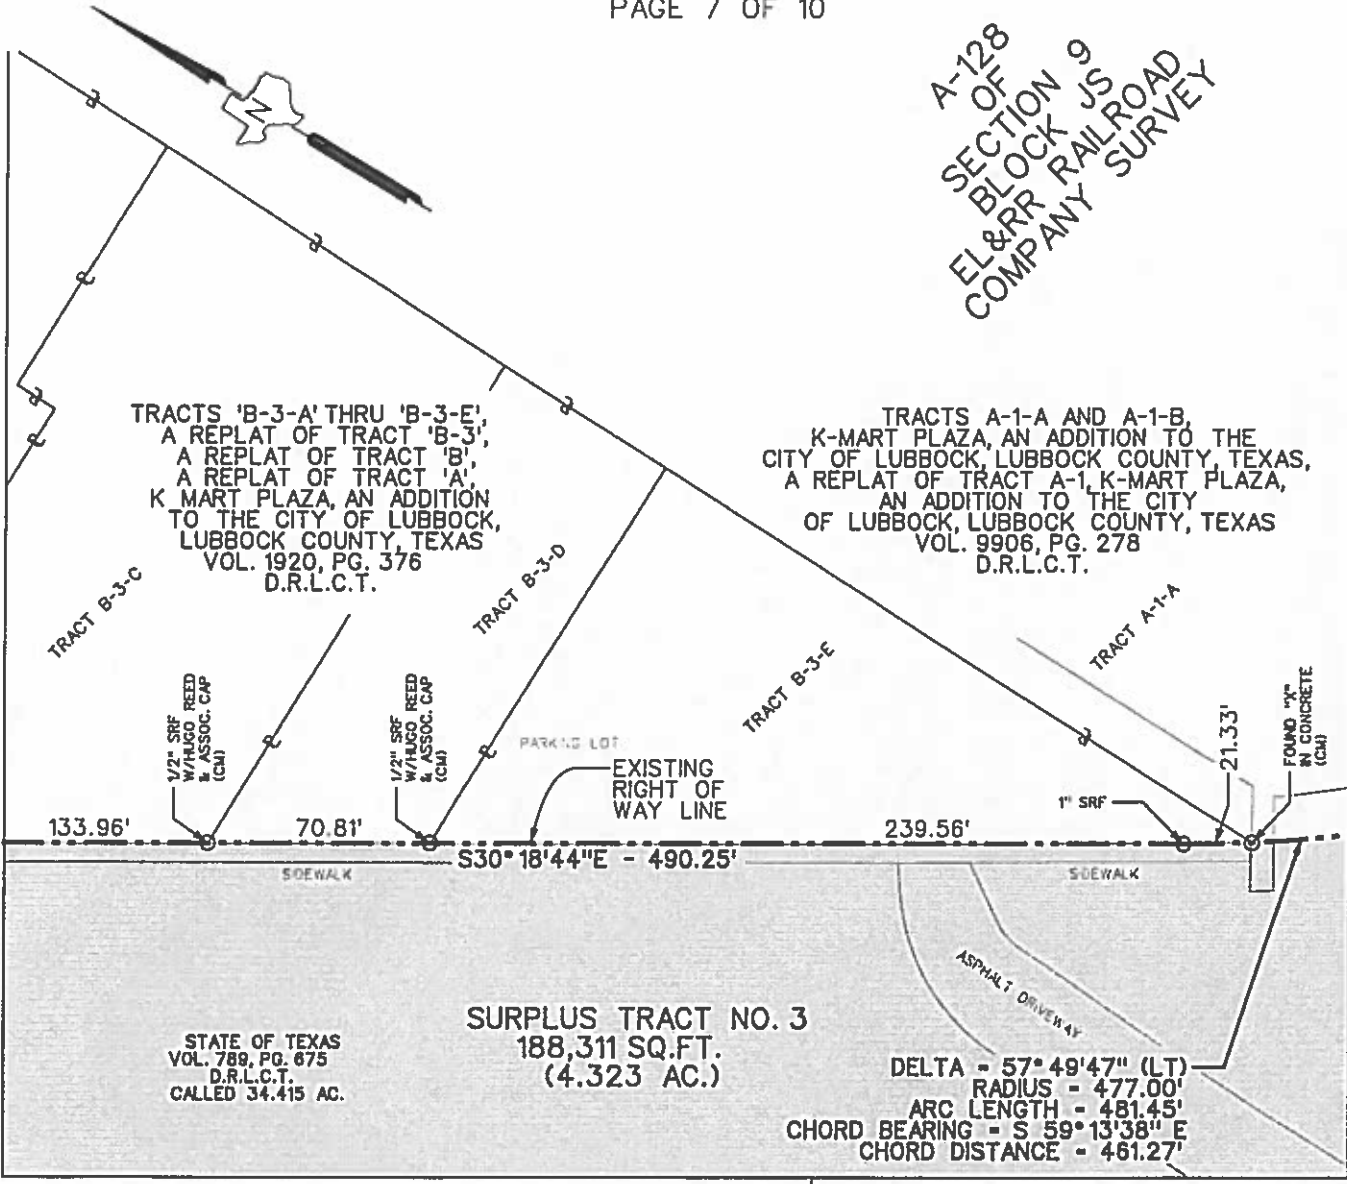 PAGE 7 OF 10
N
A-128
OF
SECTION 9
BLOCK JS
EL&RR RAILROAD
COMPANY SURVEY
TRACTS 'B-3-A' THRU 'B-3-E',
A REPLAT OF TRACT 'B-3',
A REPLAT OF TRACT 'B',
A REPLAT OF TRACT 'A',
K MART PLAZA, AN ADDITION
TO THE CITY OF LUBBOCK,
LUBBOCK COUNTY, TEXAS
VOL. 1920, PG. 376
D.R.L.C.T.
TRACTS A-1-A AND A-1-B,
K-MART PLAZA, AN ADDITION TO THE
CITY OF LUBBOCK, LUBBOCK COUNTY, TEXAS,
A REPLAT OF TRACT A-1, K-MART PLAZA,
AN ADDITION TO THE CITY
OF LUBBOCK, LUBBOCK COUNTY, TEXAS
VOL. 9906, PG. 278
D.R.L.C.T.
TRACT B-3-C
TRACT B-3-D
TRACT B-3-E
TRACT A-1-A
1/2" SRF
W/HUGO REED
& ASSOC. CAP
(CM)
1/2" SRF
W/HUGO REED
& ASSOC. CAP
(CM)
PARKING LOT
EXISTING
RIGHT OF
WAY LINE
1" SRF
21.33'
FOUND "X"
IN CONCRETE
(CM)
133.96'
70.81'
239.56'
S30°18'44"E - 490.25'
SIDEWALK
SIDEWALK
ASPHALT DRIVEWAY
SURPLUS TRACT NO. 3
188,311 SQ.FT.
(4.323 AC.)
STATE OF TEXAS
VOL. 789, PG. 675
D.R.L.C.T.
CALLED 34.415 AC.
DELTA = 57°49'47" (LT)
RADIUS = 477.00'
ARC LENGTH = 481.45'
CHORD BEARING = S 59°13'38" E
CHORD DISTANCE = 461.27'